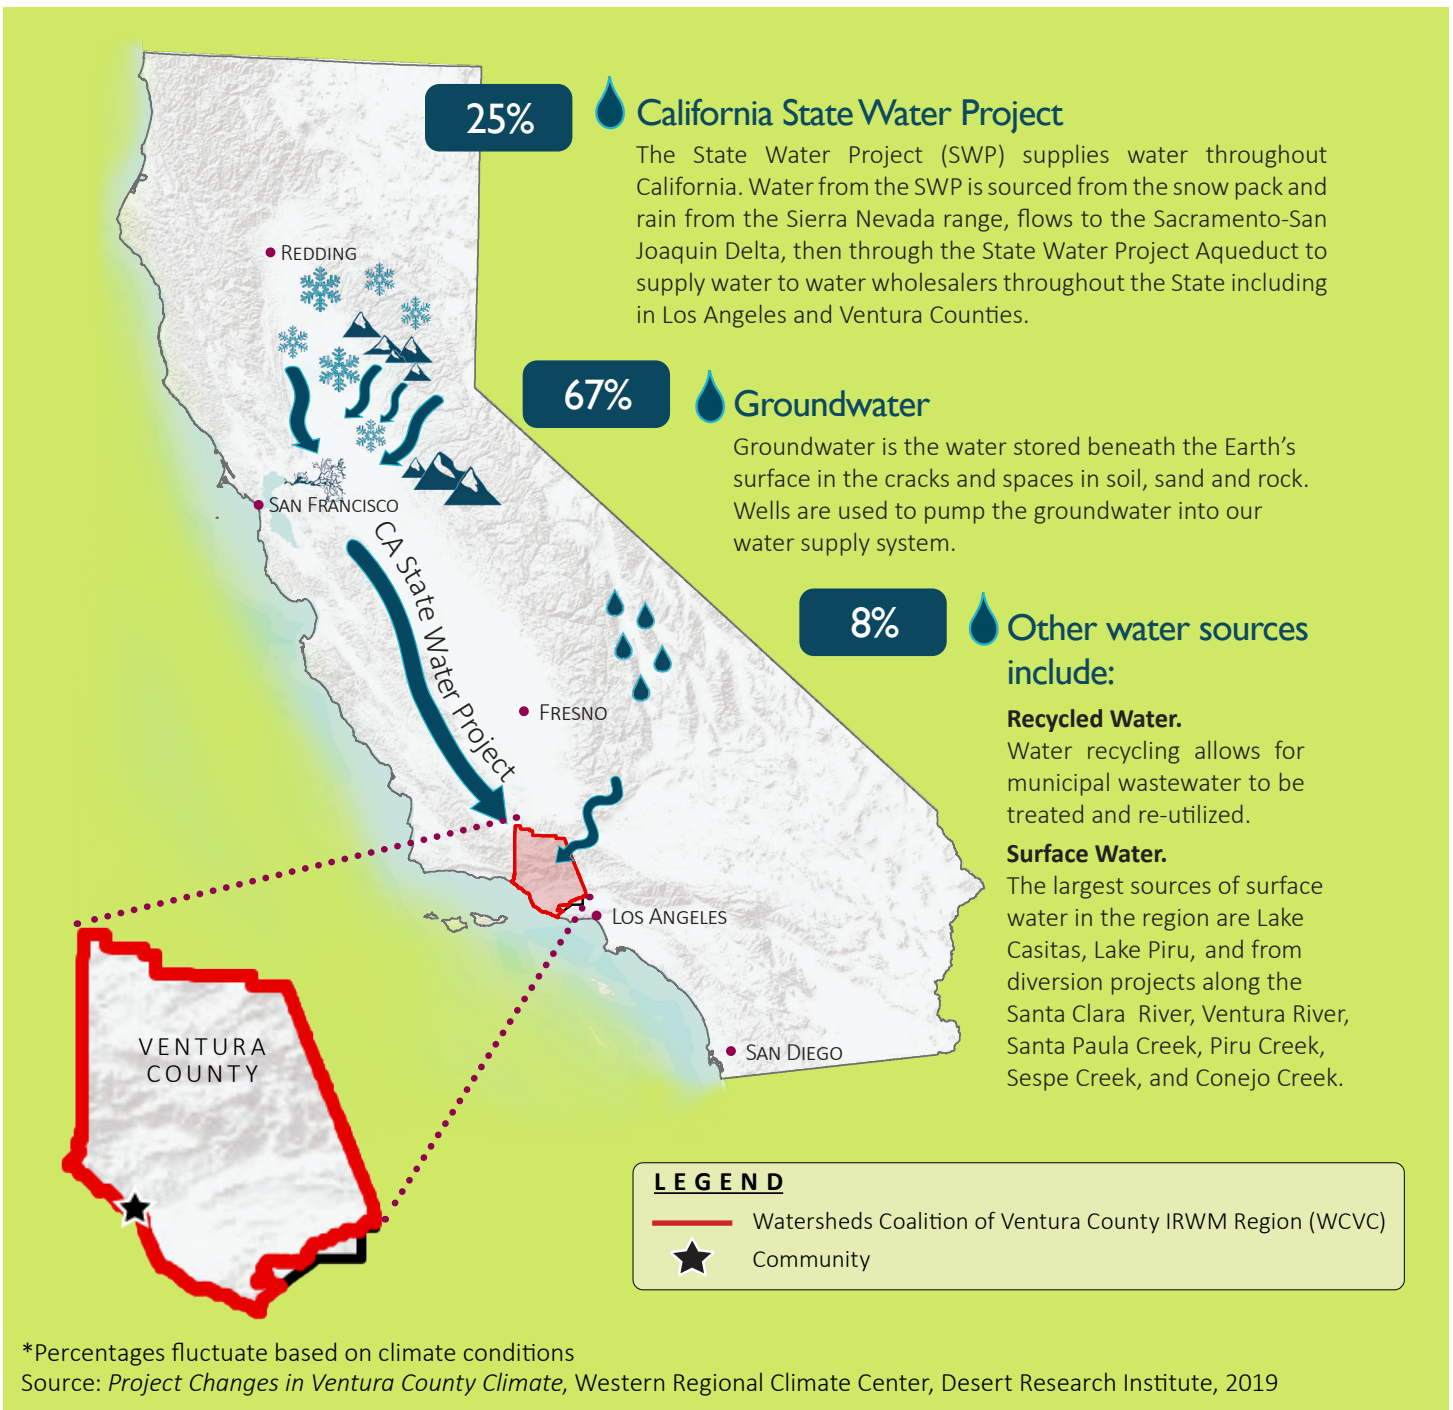 25%
California State Water Project
The State Water Project (SWP) supplies water throughout
California. Water from the SWP is sourced from the snow pack and
rain from the Sierra Nevada range, flows to the Sacramento-San
Joaquin Delta, then through the State Water Project Aqueduct to
supply water to water wholesalers throughout the State including
in Los Angeles and Ventura Counties.
67%
Groundwater
Groundwater is the water stored beneath the Earth’s
surface in the cracks and spaces in soil, sand and rock.
Wells are used to pump the groundwater into our
water supply system.
8%
Other water sources
include:
Recycled Water.
Water recycling allows for
municipal wastewater to be
treated and re-utilized.
Surface Water.
The largest sources of surface
water in the region are Lake
Casitas, Lake Piru, and from
diversion projects along the
Santa Clara River, Ventura River,
Santa Paula Creek, Piru Creek,
Sespe Creek, and Conejo Creek.
REDDING
SAN FRANCISCO
CA State Water Project
FRESNO
LOS ANGELES
SAN DIEGO
VENTURA
COUNTY
LEGEND
Watersheds Coalition of Ventura County IRWM Region (WCVC)
Community
*Percentages fluctuate based on climate conditions
Source: Project Changes in Ventura County Climate, Western Regional Climate Center, Desert Research Institute, 2019